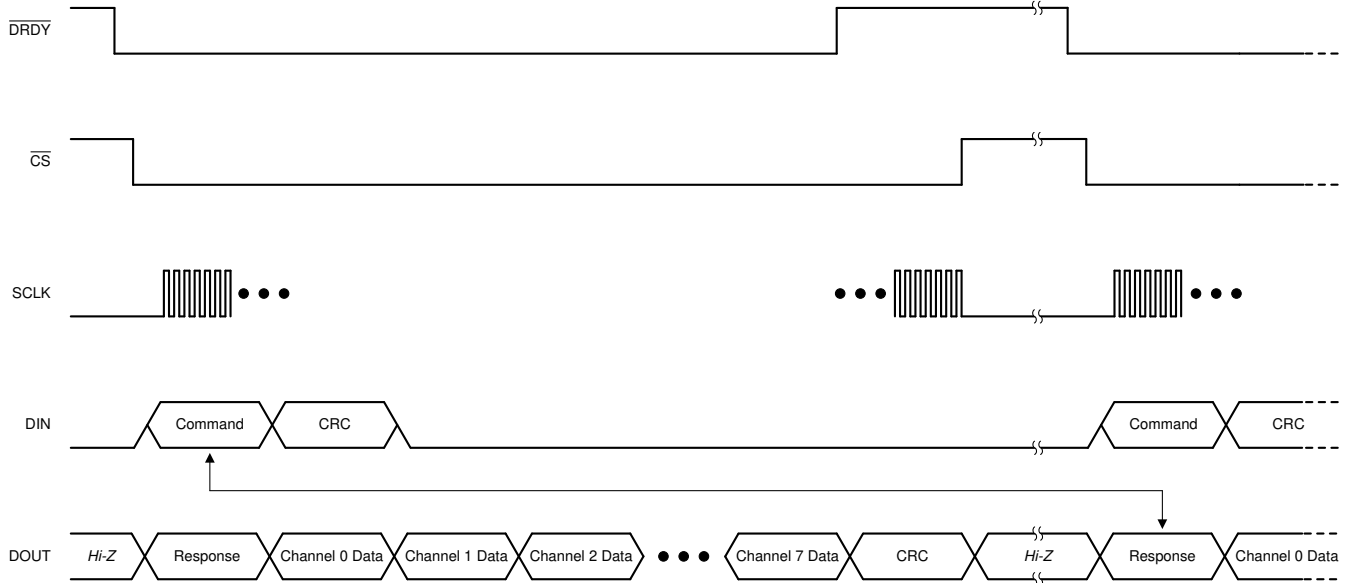 DRDY
CS
SCLK
DIN Command CRC Command CRC
DOUT Hi-Z Response Channel 0 Data Channel 1 Data Channel 2 Data Channel 7 Data CRC Hi-Z Response Channel 0 Data